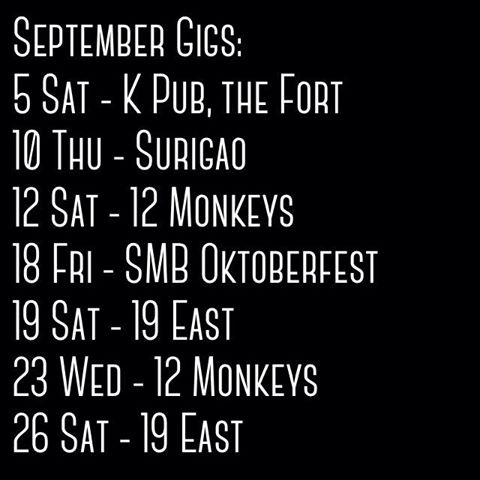 September Gigs:
5 Sat - K Pub, the Fort
10 Thu - Surigao
12 Sat - 12 Monkeys
18 Fri - SMB Oktoberfest
19 Sat - 19 East
23 Wed - 12 Monkeys
26 Sat - 19 East